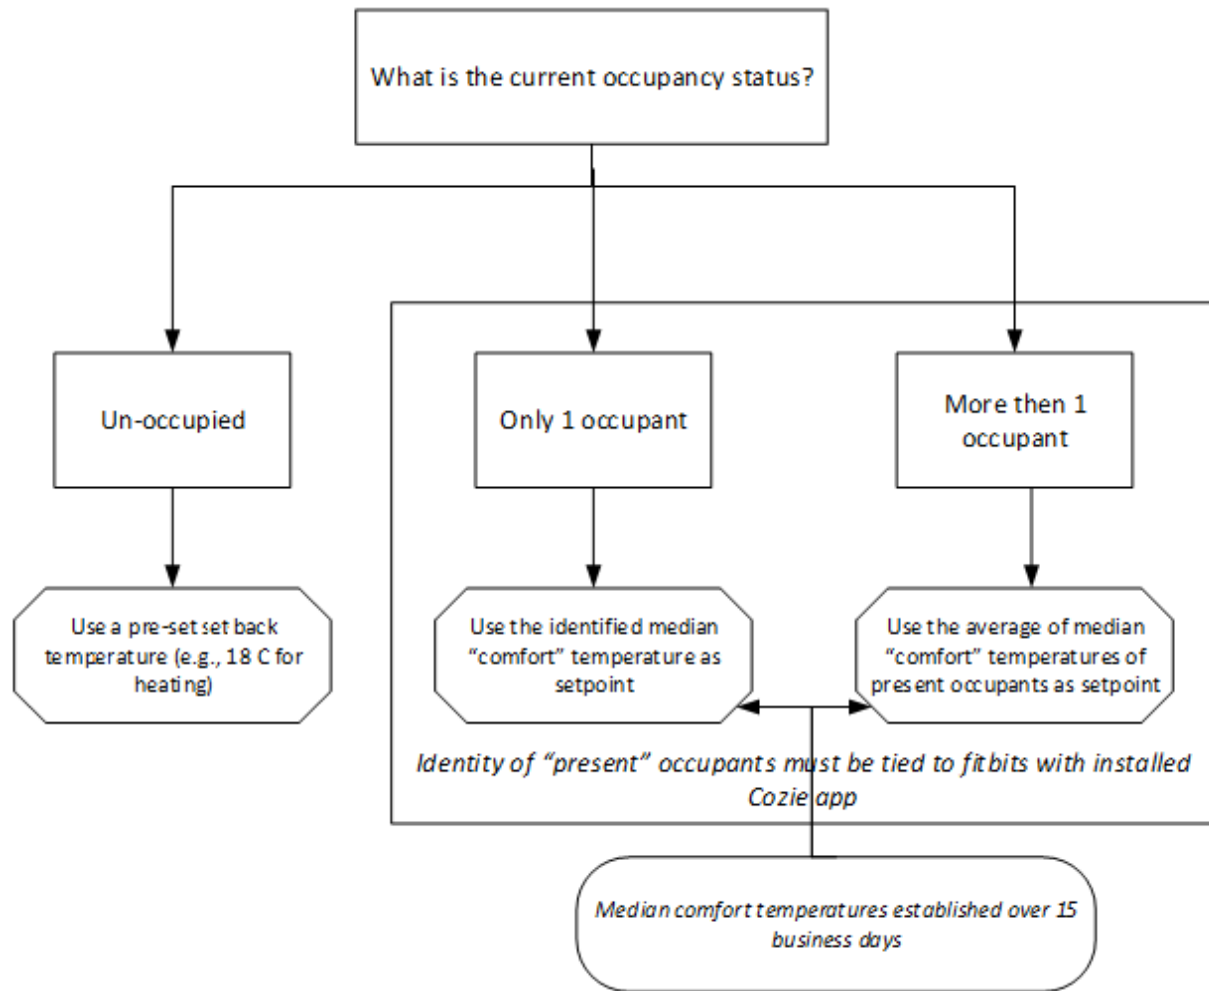 What is the current occupancy status?
Un-occupied
Only 1 occupant
More then 1
occupant
Use a pre-set set back
temperature (e.g., 18 C for
heating)
Use the identified median
“comfort” temperature as
setpoint
Use the average of median
“comfort” temperatures of
present occupants as setpoint
Identity of “present” occupants must be tied to fitbits with installed
Cozie app
Median comfort temperatures established over 15
business days